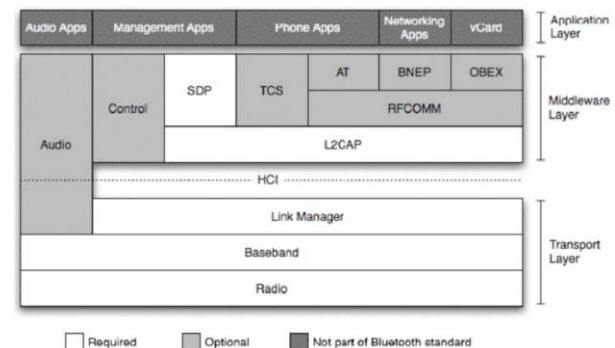 Audio Apps
Management Apps
Phone Apps
Networking
Apps
vCard
Application
Layer
Audio
Control
SDP
TCS
AT
BNEP
OBEX
RFCOMM
L2CAP
Middleware
Layer
HCI
Link Manager
Baseband
Radio
Transport
Layer
Required
Optional
Not part of Bluetooth standard